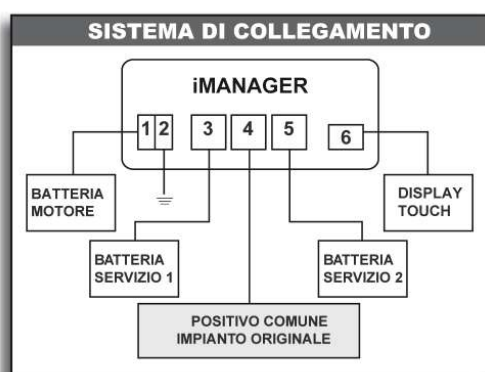 SISTEMA DI COLLEGAMENTO
iMANAGER
1 2 3 4 5 6
BATTERIA
MOTORE
DISPLAY
TOUCH
BATTERIA
SERVIZIO 1
BATTERIA
SERVIZIO 2
POSITIVO COMUNE
IMPIANTO ORIGINALE